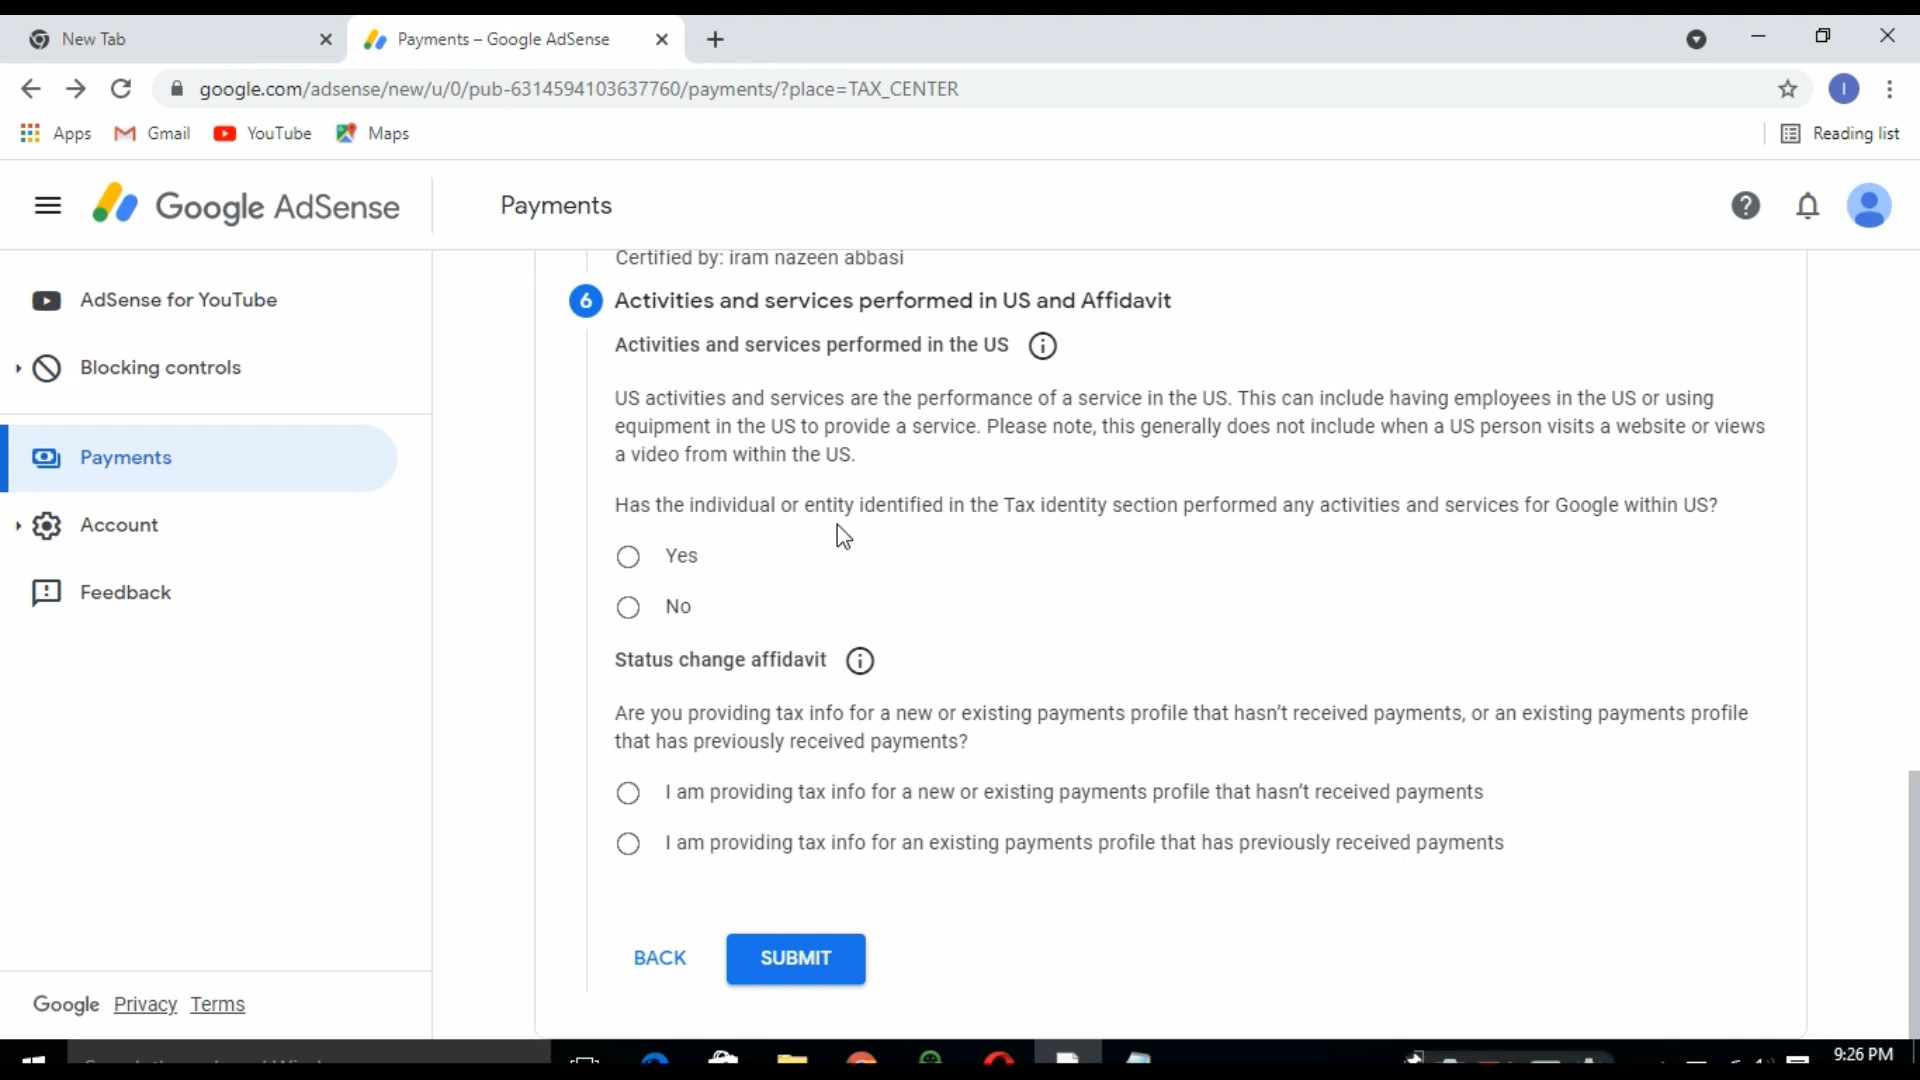 New Tab
Payments – Google AdSense
google.com/adsense/new/u/0/pub-6314594103637760/payments/?place=TAX_CENTER
Apps
Gmail
YouTube
Maps
Reading list
Google AdSense
Payments
I
AdSense for YouTube
Blocking controls
Payments
Account
Feedback
Google Privacy Terms
Certified by: iram nazeen abbasi
6 Activities and services performed in US and Affidavit
Activities and services performed in the US
US activities and services are the performance of a service in the US. This can include having employees in the US or using
equipment in the US to provide a service. Please note, this generally does not include when a US person visits a website or views
a video from within the US.
Has the individual or entity identified in the Tax identity section performed any activities and services for Google within US?
Yes
No
Status change affidavit
Are you providing tax info for a new or existing payments profile that hasn't received payments, or an existing payments profile
that has previously received payments?
I am providing tax info for a new or existing payments profile that hasn't received payments
I am providing tax info for an existing payments profile that has previously received payments
BACK
SUBMIT
9:26 PM